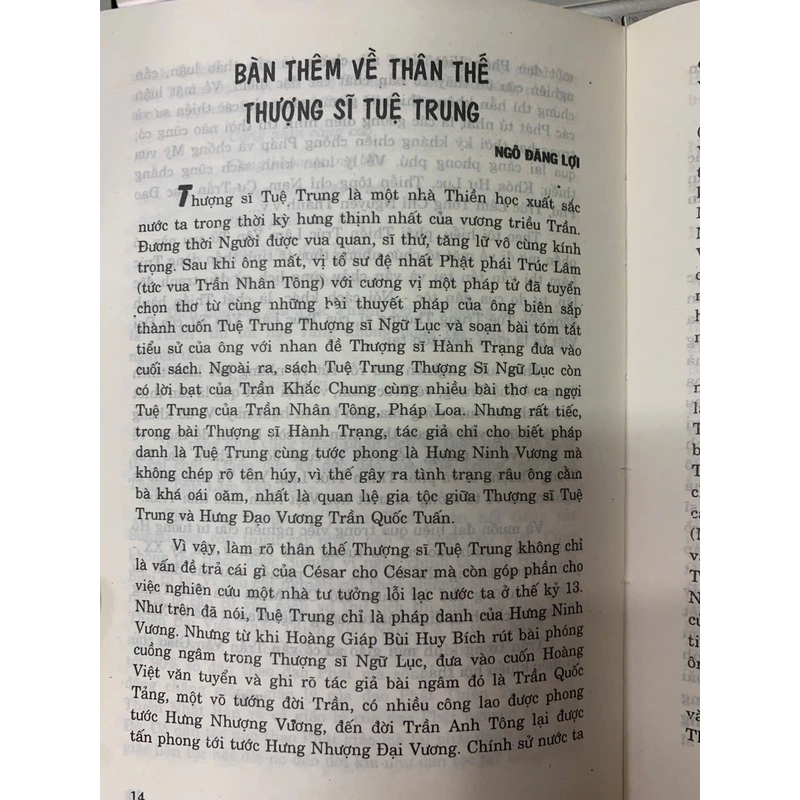 BÀN THÊM VỀ THÂN THẾ
THƯỢNG SĨ TUỆ TRUNG
NGÔ ĐĂNG LỢI
Thượng sĩ Tuệ Trung là một nhà Thiền học xuất sắc
nước ta trong thời kỳ hưng thịnh nhất của vương triều Trần.
Đương thời Người được vua quan, sĩ thứ, tăng lữ vô cùng kính
trọng. Sau khi ông mất, vị tổ sư đệ nhất Phật phái Trúc Lâm
(tức vua Trần Nhân Tông) với cương vị một pháp tử đã tuyển
chọn thơ từ cùng những bài thuyết pháp của ông biên sắp
thành cuốn Tuệ Trung Thượng sĩ Ngữ Lục và soạn bài tóm tắt
tiểu sử của ông với nhan đề Thượng sĩ Hành Trạng đưa vào
cuối sách. Ngoài ra, sách Tuệ Trung Thượng Sĩ Ngữ Lục còn
có lời bạt của Trần Khắc Chung cùng nhiều bài thơ ca ngợi
Tuệ Trung của Trần Nhân Tông, Pháp Loa. Nhưng rất tiếc,
trong bài Thượng sĩ Hành Trạng, tác giả chỉ cho biết pháp
danh là Tuệ Trung cùng tước phong là Hưng Ninh Vương mà
không chép rõ tên húy, vì thế gây ra tình trạng râu ông cằm
bà khá oái oăm, nhất là quan hệ gia tộc giữa Thượng sĩ Tuệ
Trung và Hưng Đạo Vương Trần Quốc Tuấn.
Vì vậy, làm rõ thân thế Thượng sĩ Tuệ Trung không chỉ
là vấn đề trả cái gì của César cho César mà còn góp phần cho
việc nghiên cứu một nhà tư tưởng lỗi lạc nước ta ở thế kỷ 13.
Như trên đã nói, Tuệ Trung chỉ là pháp danh của Hưng Ninh
Vương. Nhưng từ khi Hoàng Giáp Bùi Huy Bích rút bài phóng
cuồng ngâm trong Thượng sĩ Ngữ Lục, đưa vào cuốn Hoàng
Việt văn tuyển và ghi rõ tác giả bài ngâm đó là Trần Quốc
Tảng, một võ tướng đời Trần, có nhiều công lao được phong
tước Hưng Nhượng Vương, đến đời Trần Anh Tông lại được
tấn phong tới tước Hưng Nhượng Đại Vương. Chính sử nước ta
14